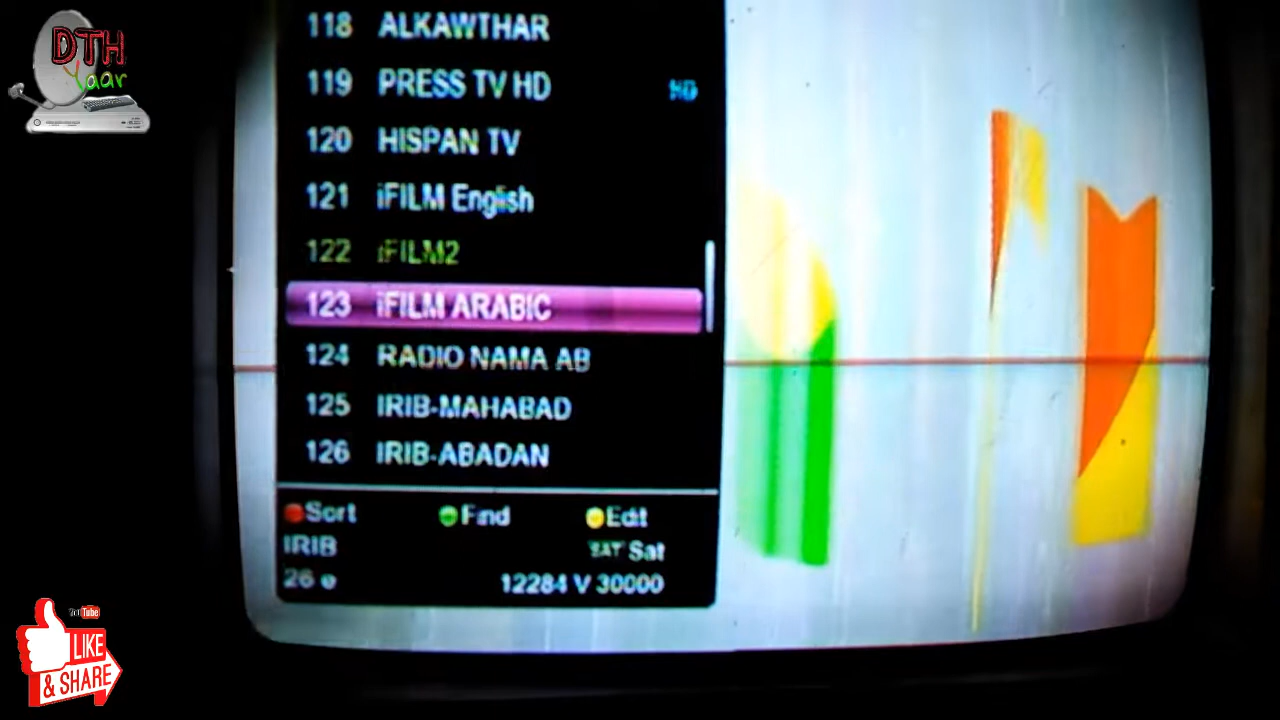 DTH
Yaar
118 ALKAWTHAR
119 PRESS TV HD HD
120 HISPAN TV
121 iFILM English
122 iFILM2
123 iFILM ARABIC
124 RADIO NAMA AB
125 IRIB-MAHABAD
126 IRIB-ABADAN
Sort Find Edit
IRIB SAT Sat
26 e 12284 V 30000
YouTube
LIKE
& SHARE